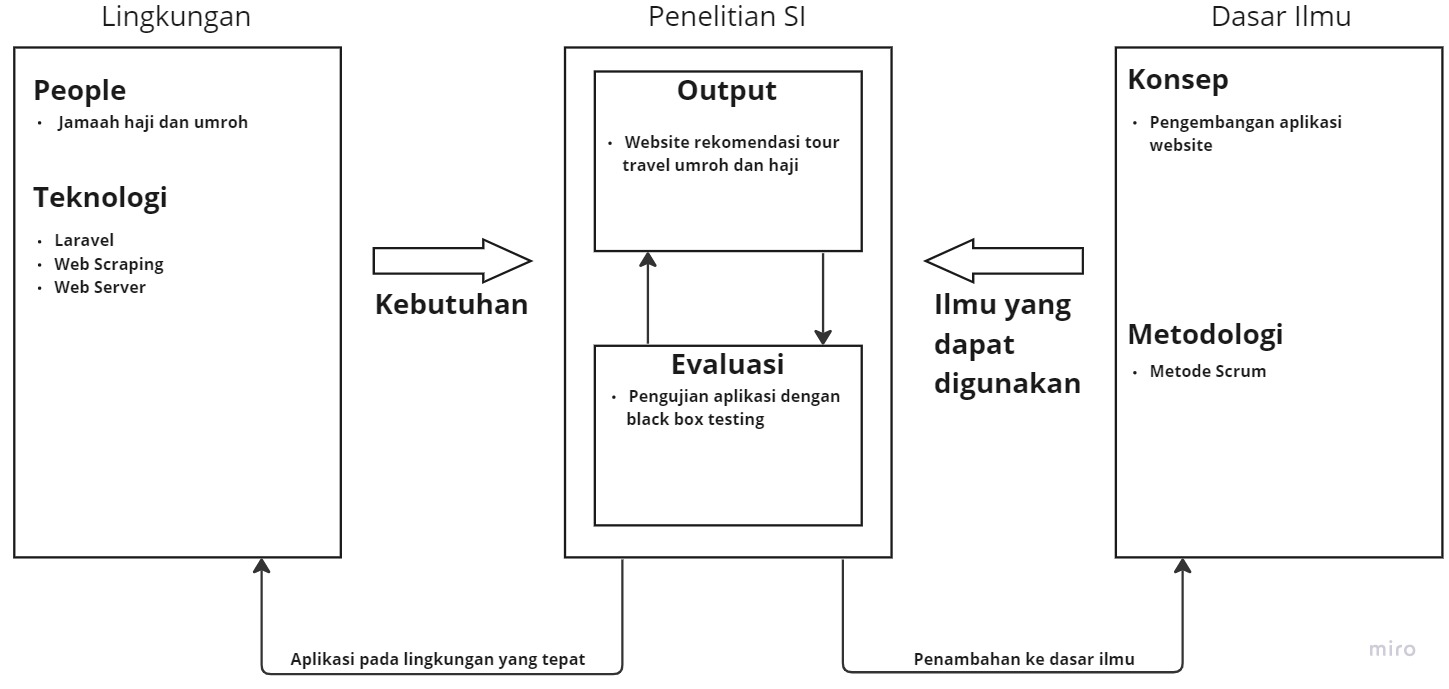 Lingkungan
People
• Jamaah haji dan umroh
Teknologi
• Laravel
• Web Scraping
• Web Server
Kebutuhan
Penelitian SI
Output
• Website rekomendasi tour
travel umroh dan haji
Evaluasi
• Pengujian aplikasi dengan
black box testing
Ilmu yang
dapat
digunakan
Dasar Ilmu
Konsep
• Pengembangan aplikasi
website
Metodologi
• Metode Scrum
Aplikasi pada lingkungan yang tepat
Penambahan ke dasar ilmu
miro